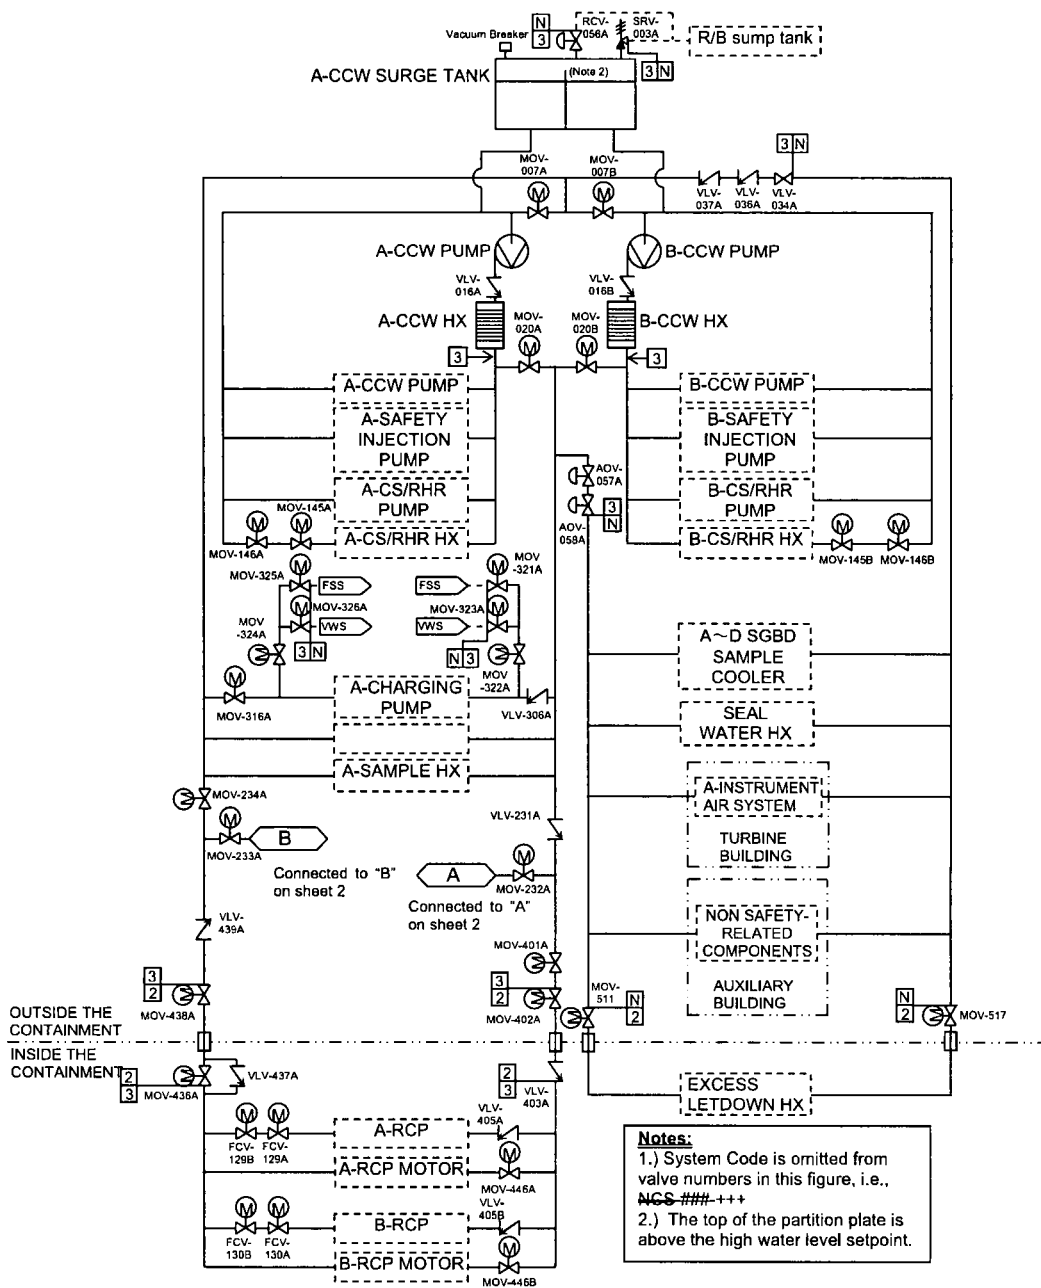 N
3
RCV-
056A
SRV-
003A
R/B sump tank
Vacuum Breaker
3 N
A-CCW SURGE TANK
(Note 2)
MOV-
007A
MOV-
007B
3 N
VLV-
037A
VLV-
036A
VLV-
034A
M
M
A-CCW PUMP
B-CCW PUMP
VLV-
016A
VLV-
016B
A-CCW HX
B-CCW HX
MOV-
020A
MOV-
020B
M
M
3
3
A-CCW PUMP
B-CCW PUMP
A-SAFETY
INJECTION
PUMP
B-SAFETY
INJECTION
PUMP
AOV-
057A
A-CS/RHR
PUMP
B-CS/RHR
PUMP
3
N
AOV-
058A
MOV-145A
M
M
MOV-146A
A-CS/RHR HX
B-CS/RHR HX
M
M
MOV-145B
MOV-146B
MOV-325A
M
FSS
FSS
M
MOV
-321A
MOV-326A
M
VWS
MOV-323A
VWS
M
MOV
-324A
M
3 N
N 3
M
MOV
-322A
A~D SGBD
SAMPLE
COOLER
M
MOV-316A
A-CHARGING
PUMP
VLV-306A
SEAL
WATER HX
A-SAMPLE HX
M
MOV-234A
A-INSTRUMENT
AIR SYSTEM
TURBINE
BUILDING
VLV-231A
M
MOV-233A
B
Connected to "B"
on sheet 2
A
M
MOV-232A
Connected to "A"
on sheet 2
NON SAFETY-
RELATED
COMPONENTS
AUXILIARY
BUILDING
VLV-
439A
MOV-401A
M
3
2
M
MOV-438A
3
2
M
MOV-402A
MOV-
511
M
N
2
N
2
M
MOV-517
OUTSIDE THE
CONTAINMENT
INSIDE THE
CONTAINMENT
2
3
M
MOV-436A
VLV-437A
2
3
VLV-
403A
EXCESS
LETDOWN HX
M
M
FCV-
129B
FCV-
129A
A-RCP
VLV-
405A
A-RCP MOTOR
M
MOV-446A
M
M
FCV-
130B
FCV-
130A
B-RCP
VLV-
405B
B-RCP MOTOR
M
MOV-446B
Notes:
1.) System Code is omitted from
valve numbers in this figure, i.e.,
NCS-###-+++
2.) The top of the partition plate is
above the high water level setpoint.